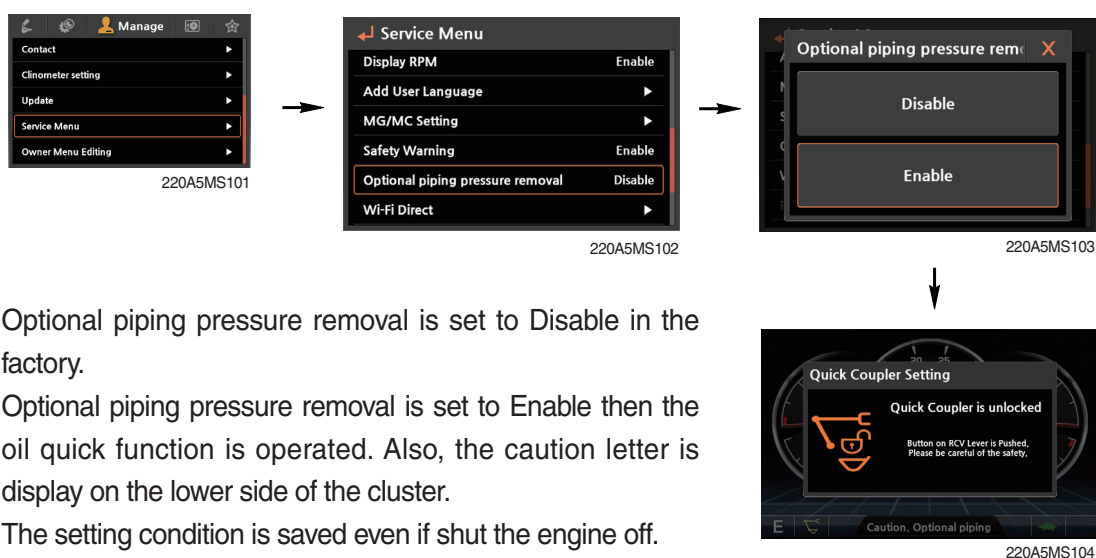 Manage
Contact
Clinometer setting
Update
Service Menu
Owner Menu Editing
220A5MS101
Service Menu
Display RPM Enable
Add User Language
MG/MC Setting
Safety Warning Enable
Optional piping pressure removal Disable
Wi-Fi Direct
220A5MS102
Optional piping pressure rem
X
Disable
Enable
220A5MS103
Optional piping pressure removal is set to Disable in the
factory.
Optional piping pressure removal is set to Enable then the
oil quick function is operated. Also, the caution letter is
display on the lower side of the cluster.
The setting condition is saved even if shut the engine off.
20 25
Quick Coupler Setting
Quick Coupler is unlocked
Button on RCV Lever is Pushed,
Please be careful of the safety,
E
Caution, Optional piping
220A5MS104